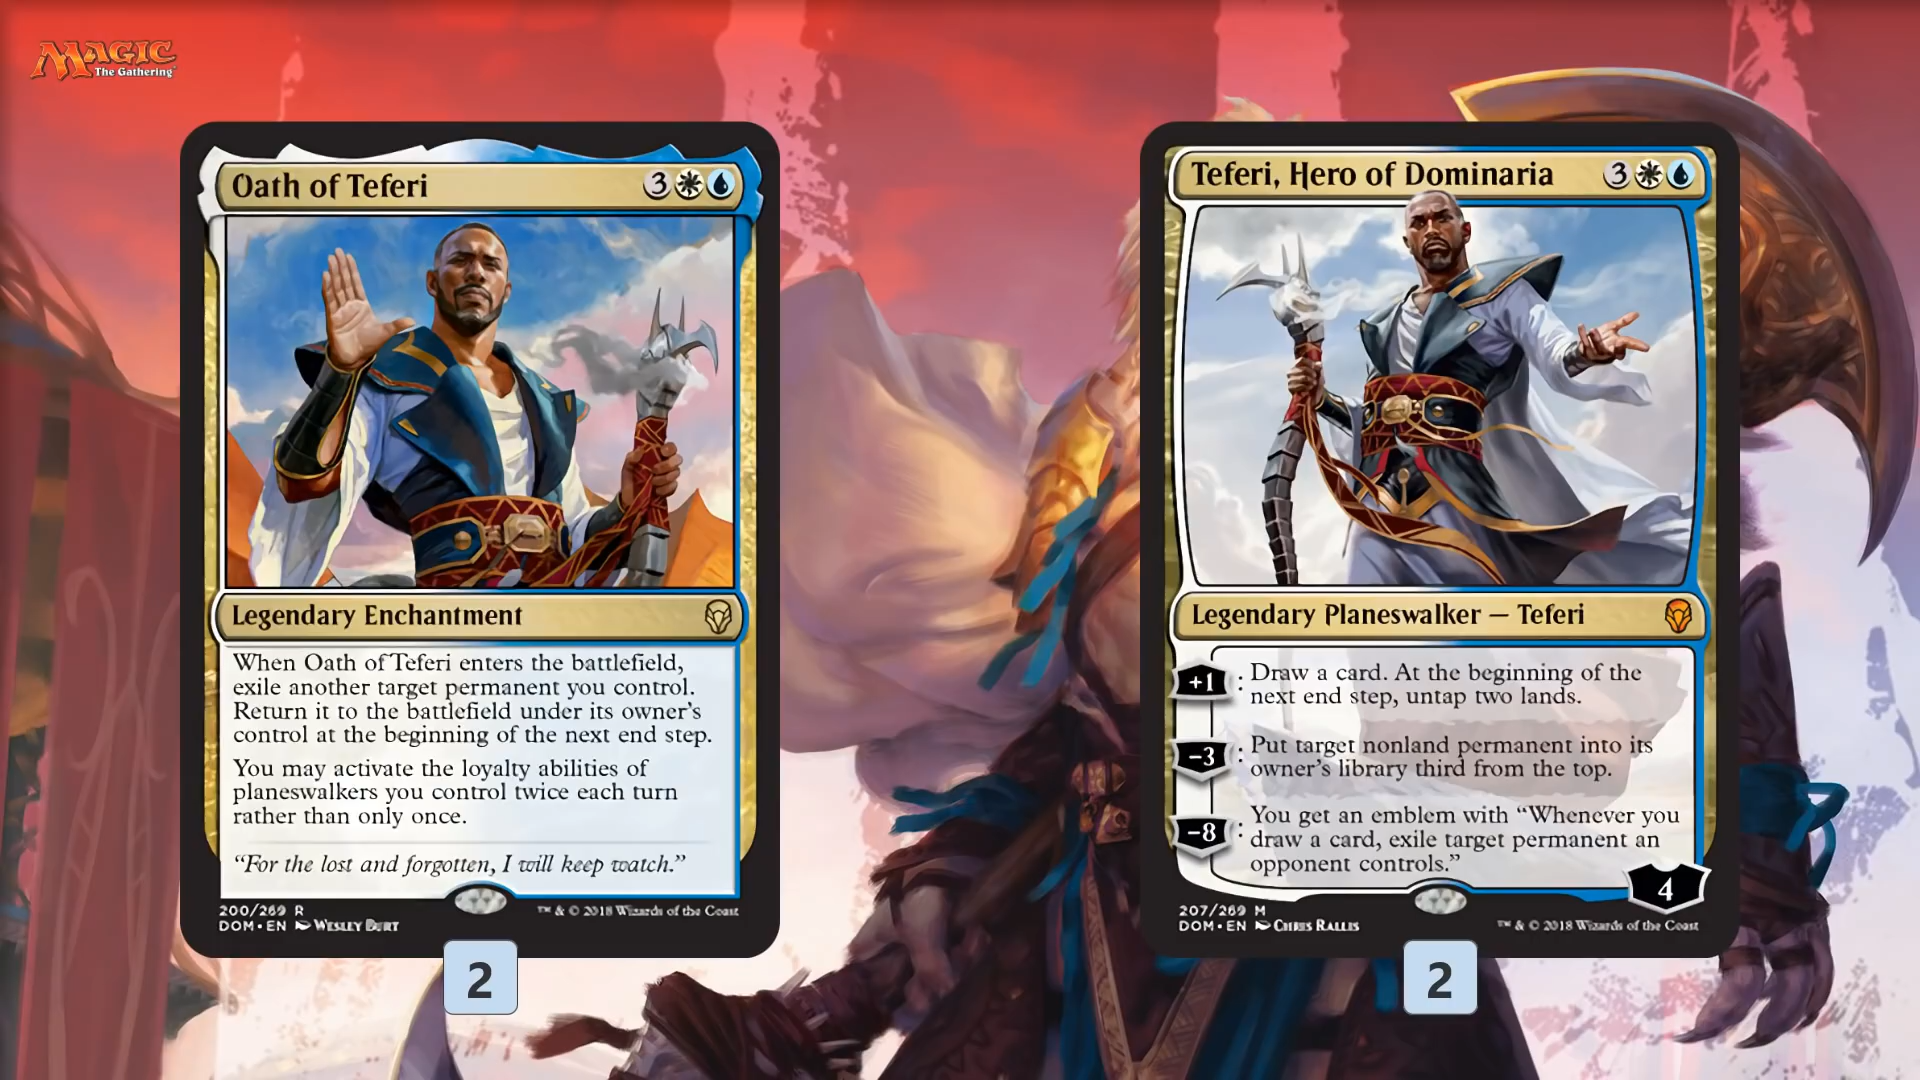 MAGIC
The Gathering
Oath of Teferi 3
Legendary Enchantment
When Oath of Teferi enters the battlefield,
exile another target permanent you control.
Return it to the battlefield under its owner's
control at the beginning of the next end step.
You may activate the loyalty abilities of
planeswalkers you control twice each turn
rather than only once.
"For the lost and forgotten, I will keep watch."
200/269 R
DOM • EN Wesley Burt
™ & © 2018 Wizards of the Coast
2
Teferi, Hero of Dominaria 3
Legendary Planeswalker — Teferi
+1 : Draw a card. At the beginning of the
next end step, untap two lands.
−3 : Put target nonland permanent into its
owner's library third from the top.
−8 : You get an emblem with "Whenever you
draw a card, exile target permanent an
opponent controls."
4
207/269 M
DOM • EN Chris Rallis
™ & © 2018 Wizards of the Coast
2